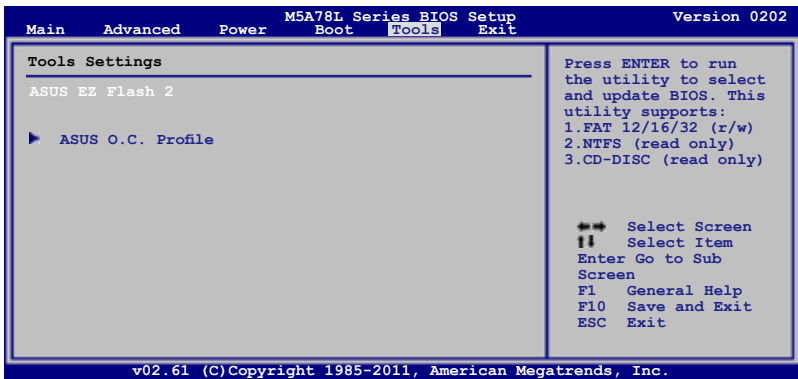 M5A78L Series BIOS Setup Version 0202
Main Advanced Power Boot Tools Exit
Tools Settings
ASUS EZ Flash 2
ASUS O.C. Profile
Press ENTER to run
the utility to select
and update BIOS. This
utility supports:
1.FAT 12/16/32 (r/w)
2.NTFS (read only)
3.CD-DISC (read only)
Select Screen
Select Item
Enter Go to Sub
Screen
F1 General Help
F10 Save and Exit
ESC Exit
v02.61 (C)Copyright 1985-2011, American Megatrends, Inc.